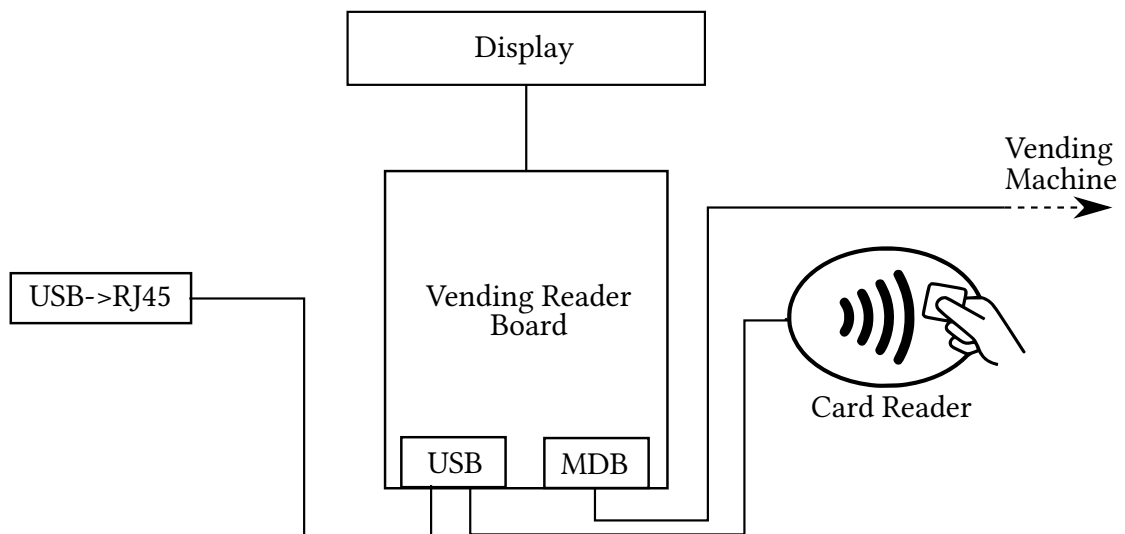 Display
Vending
Machine
USB->RJ45
Vending Reader
Board
Card Reader
USB
MDB